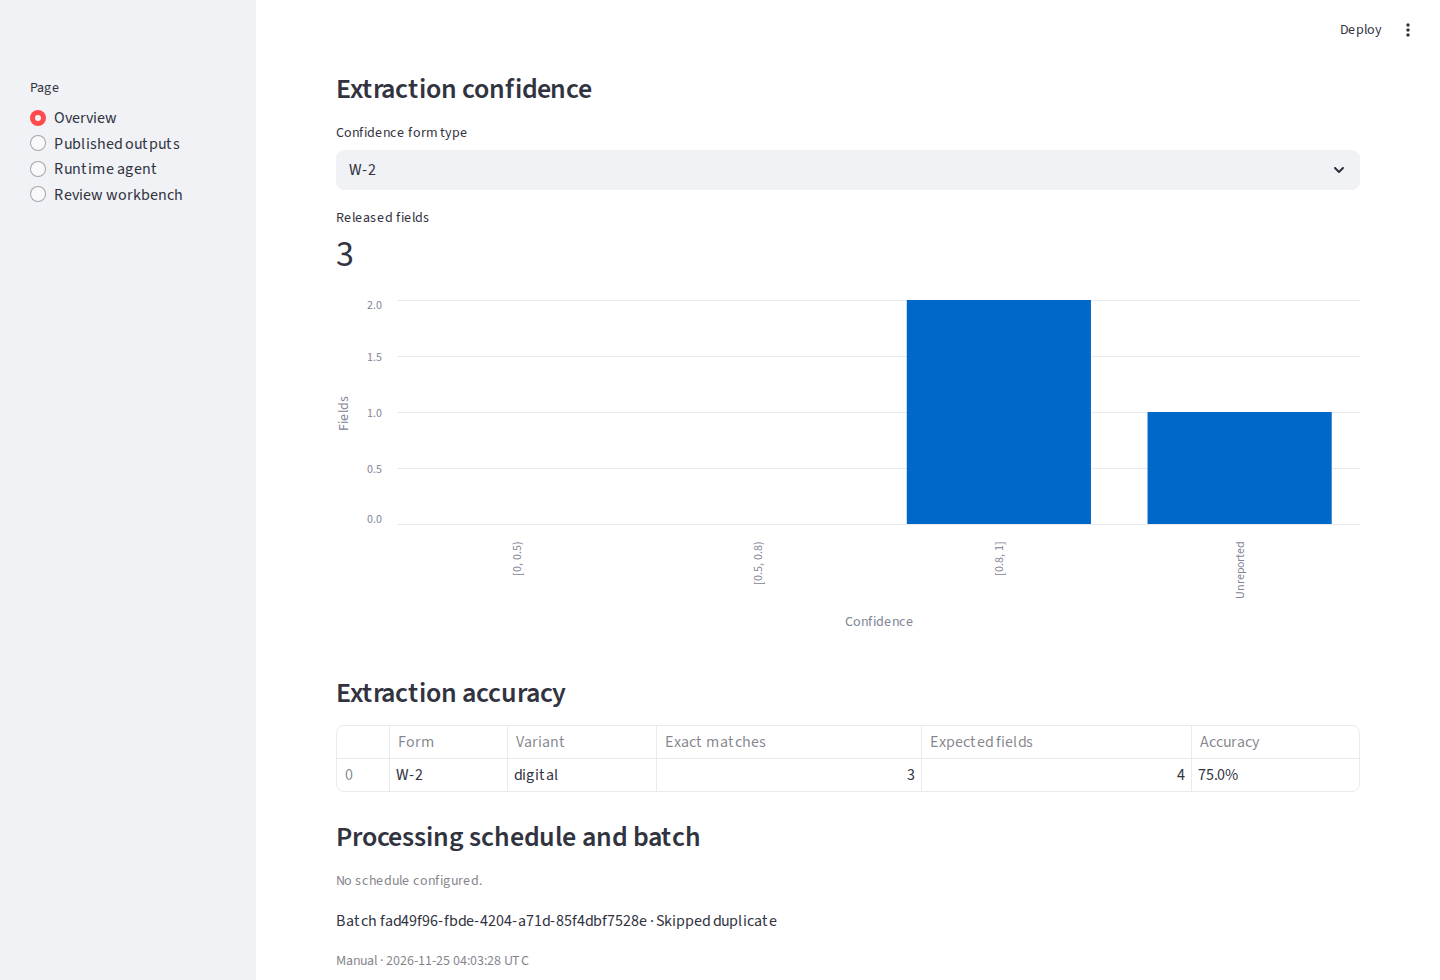 Deploy
Page
Overview
Published outputs
Runtime agent
Review workbench
Extraction confidence
Confidence form type
W-2
Released fields
3
2.0
1.5
1.0
0.5
0.0
Fields
[0, 0.5)
[0.5, 0.8)
[0.8, 1]
Unreported
Confidence
Extraction accuracy
Form Variant Exact matches Expected fields Accuracy
0 W-2 digital 3 4 75.0%
Processing schedule and batch
No schedule configured.
Batch fad49f96-fbde-4204-a71d-85f4dbf7528e · Skipped duplicate
Manual · 2026-11-25 04:03:28 UTC